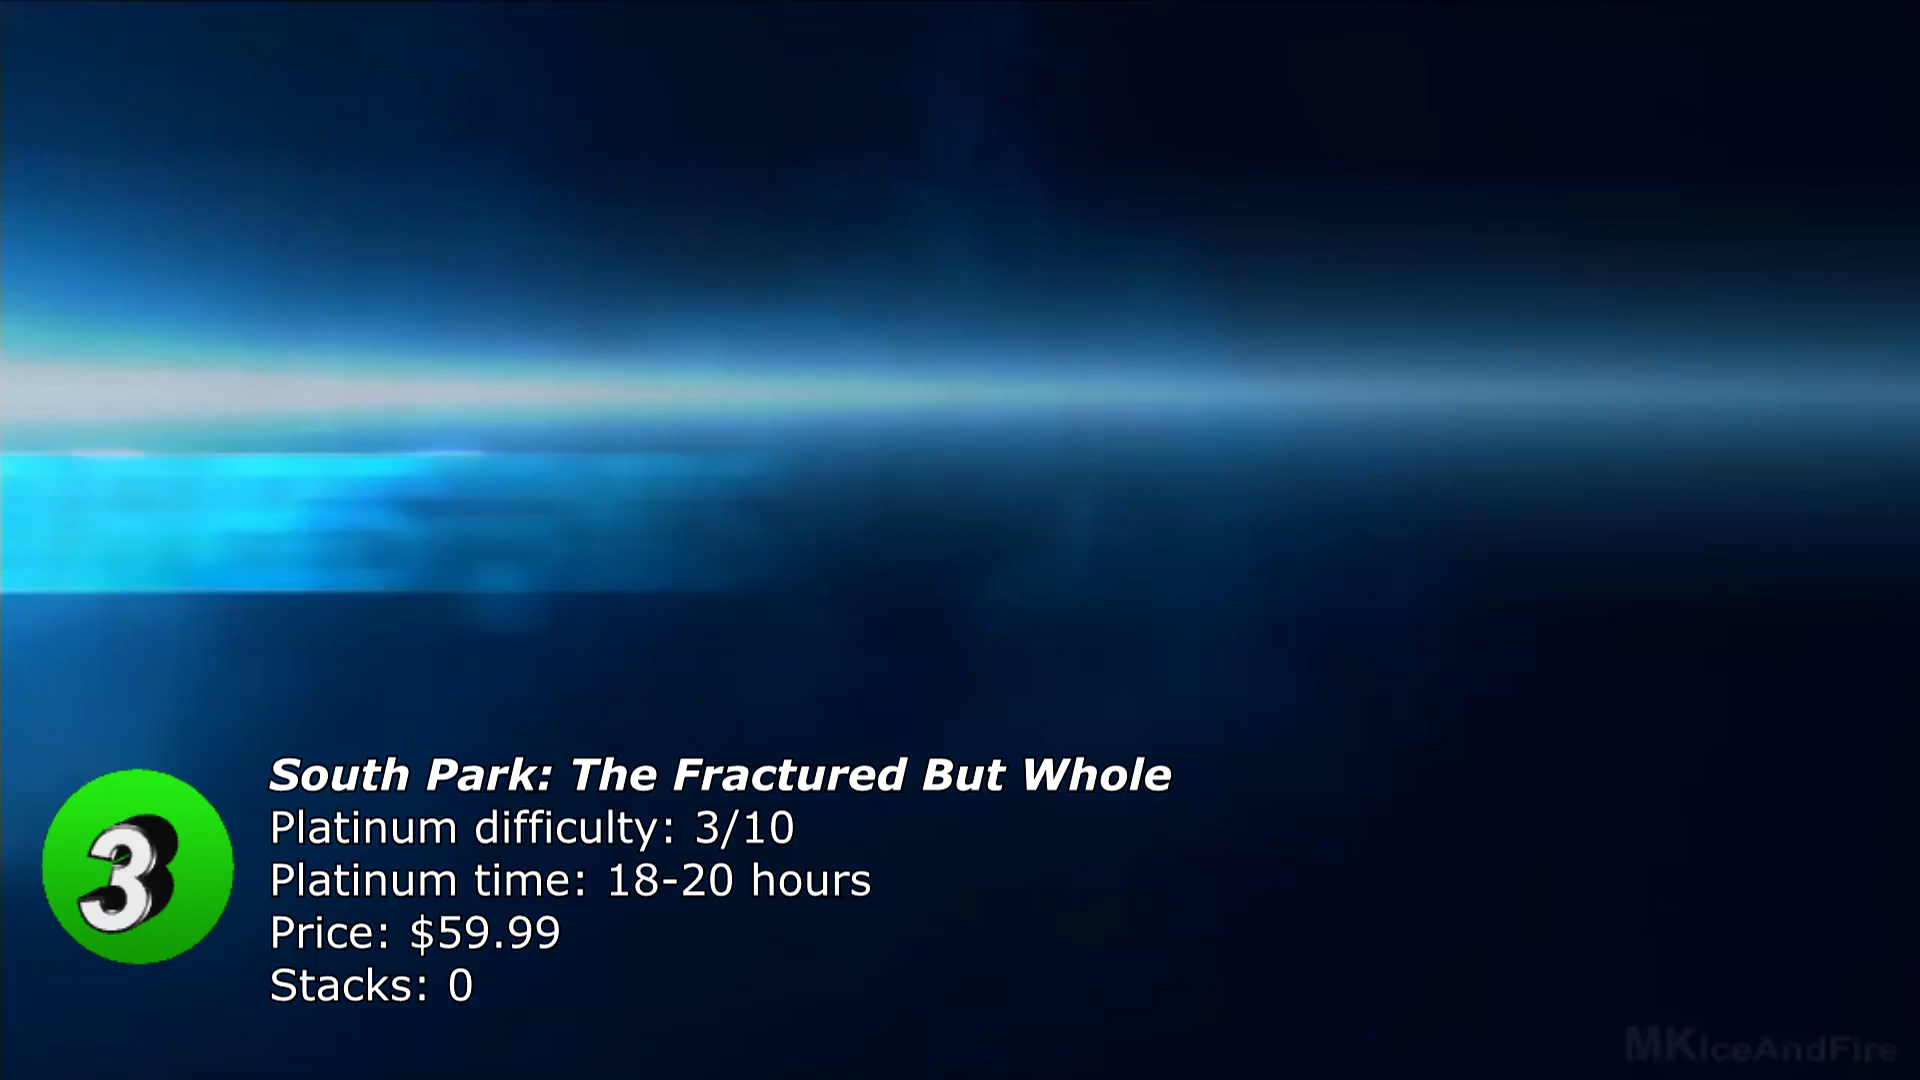 South Park: The Fractured But Whole
Platinum difficulty: 3/10
Platinum time: 18-20 hours
3
Price: $59.99
Stacks: 0
MKIceAndFire